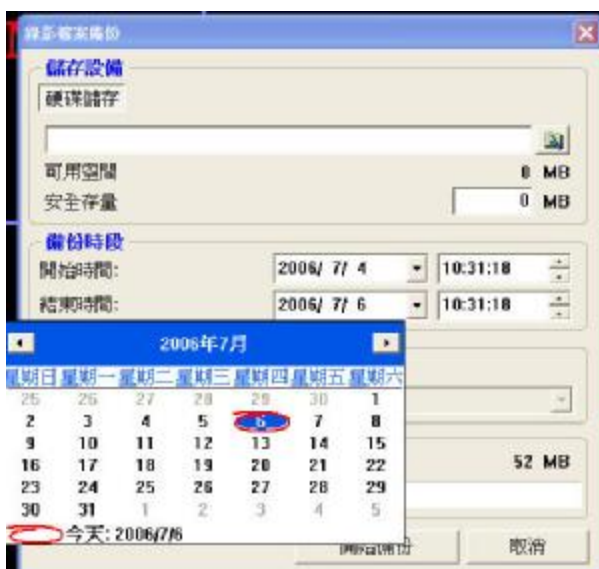 錄影檔案備份
儲存設備
硬碟儲存
可用空間 0 MB
安全存量 0 MB
備份時段
開始時間: 2006/ 7/ 4 10:31:18
結束時間: 2006/ 7/ 6 10:31:18
2006年7月
星期日 星期一 星期二 星期三 星期四 星期五 星期六
25 26 27 28 29 30 1
2 3 4 5 6 7 8
9 10 11 12 13 14 15
16 17 18 19 20 21 22
52 MB
23 24 25 26 27 28 29
30 31 1 2 3 4 5
今天: 2006/7/6
開始備份 取消